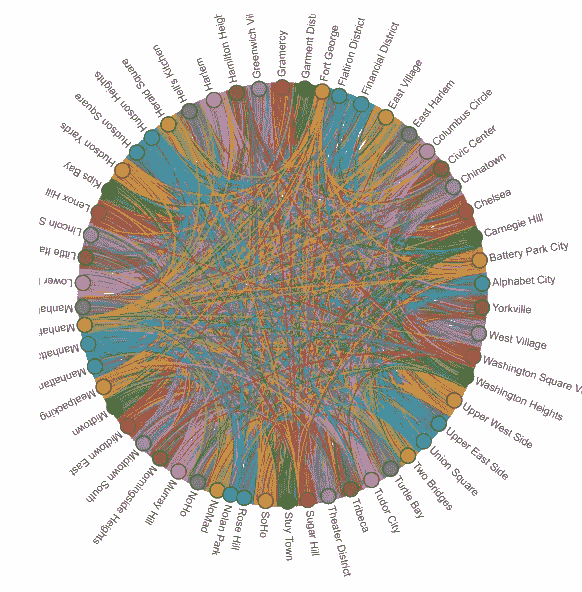 Gramercy
Garment Dist
Fort George
Flatiron District
Financial District
East Village
East Harlem
Columbus Circle
Civic Center
Chinatown
Chelsea
Carnegie Hill
Battery Park City
Alphabet City
Yorkville
West Village
Washington Square V
Washington Heights
Upper West Side
Upper East Side
Union Square
Two Bridges
Turtle Bay
Tudor City
Tribeca
Theater District
Sugar Hill
Stuy Town
SoHo
Rose Hill
Nolan Park
NoMad
NoHo
Murray Hill
Morningside Heights
Midtown South
Midtown East
Midtown
Meatpacking
Manhattan
Manhatta
Manhat
Manha
Lower
Little Ita
Lincoln S
Lenox Hill
Kips Bay
Hudson Yards
Hudson Square
Hudson Heights
Herald Square
Hell's Kitchen
Harlem
Hamilton Heigh
Greenwich Vil